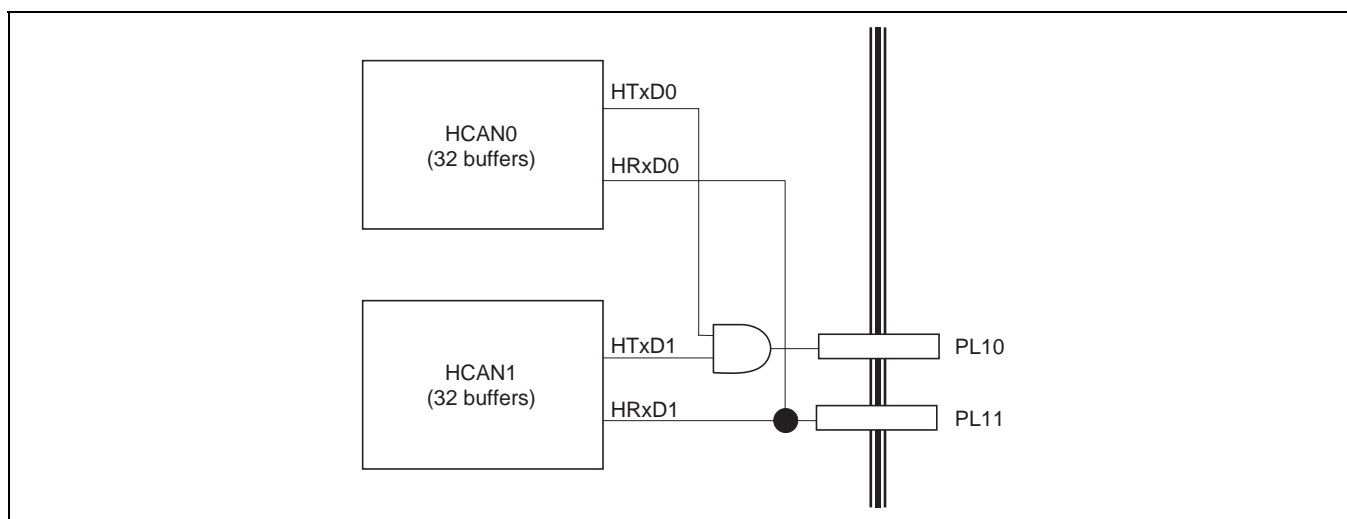 HTxD0
HCAN0
(32 buffers)
HRxD0
HTxD1
PL10
HCAN1
(32 buffers)
HRxD1
PL11